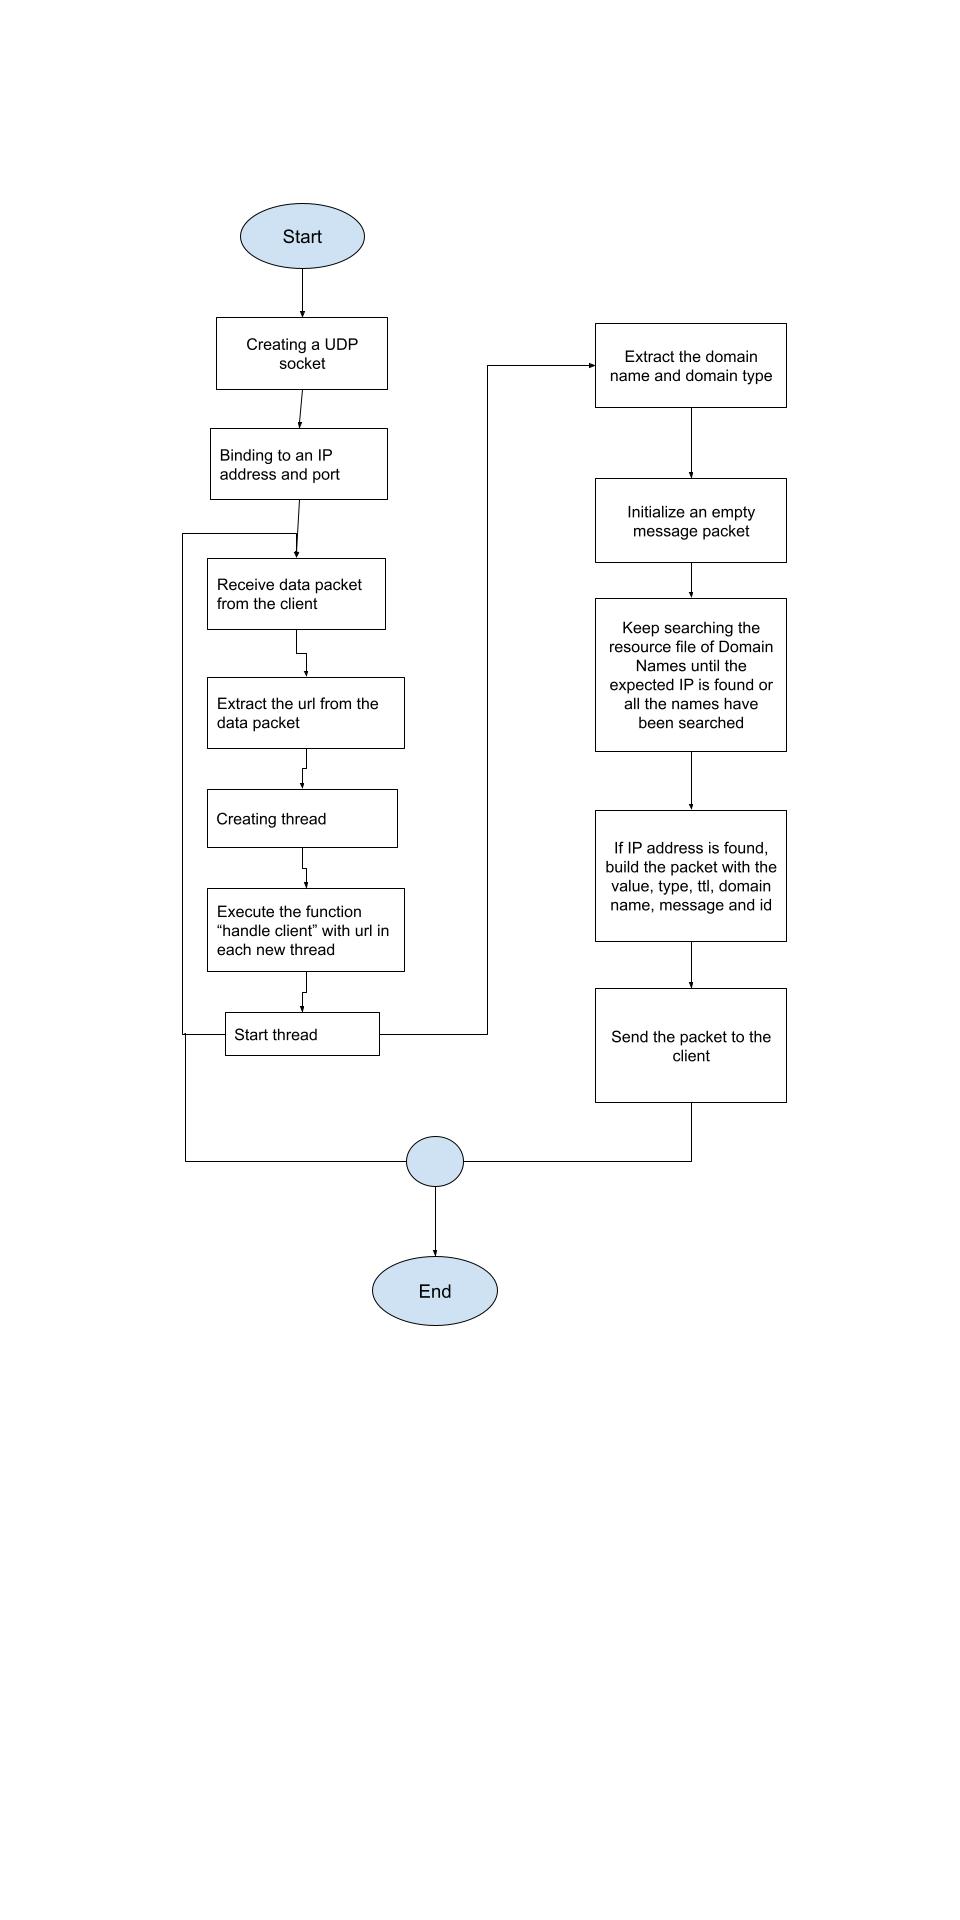 Start
Creating a UDP
socket
Binding to an IP
address and port
Receive data packet
from the client
Extract the url from the
data packet
Creating thread
Execute the function
“handle client” with url in
each new thread
Start thread
Extract the domain
name and domain type
Initialize an empty
message packet
Keep searching the
resource file of Domain
Names until the
expected IP is found or
all the names have
been searched
If IP address is found,
build the packet with the
value, type, ttl, domain
name, message and id
Send the packet to the
client
End